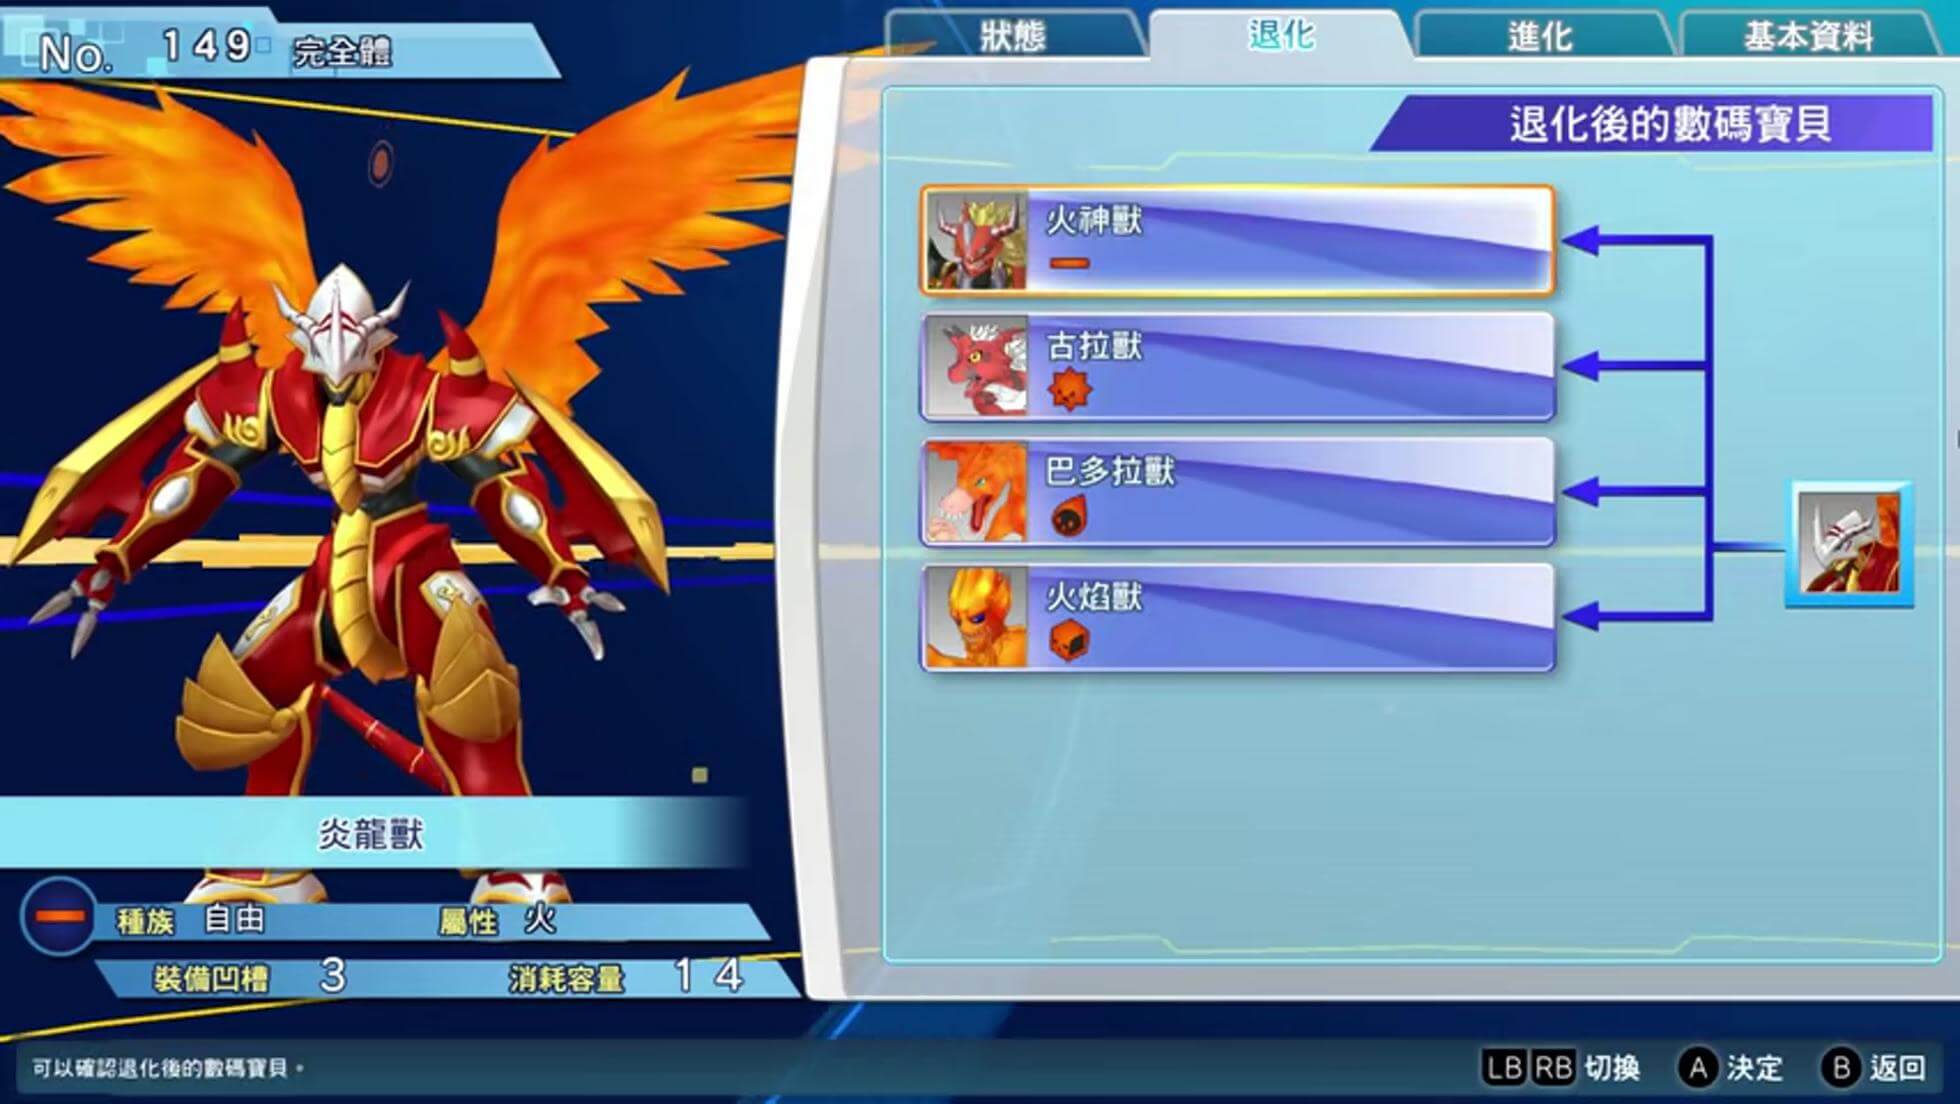 No. 149 完全體
狀態 退化 進化 基本資料
退化後的數碼寶貝
火神獸
古拉獸
巴多拉獸
火焰獸
炎龍獸
種族 自由 屬性 火
裝備凹槽 3 消耗容量 14
可以確認退化後的數碼寶貝。
LB RB 切換 A 決定 B 返回